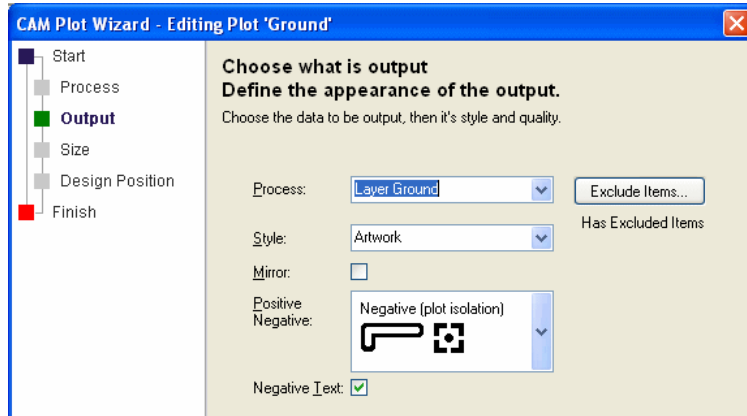 CAM Plot Wizard - Editing Plot 'Ground'
Start
Process
Output
Size
Design Position
Finish
Choose what is output
Define the appearance of the output.
Choose the data to be output, then it's style and quality.
Process: Layer Ground Exclude Items...
Has Excluded Items
Style: Artwork
Mirror:
Positive
Negative:
Negative (plot isolation)
Negative Text: